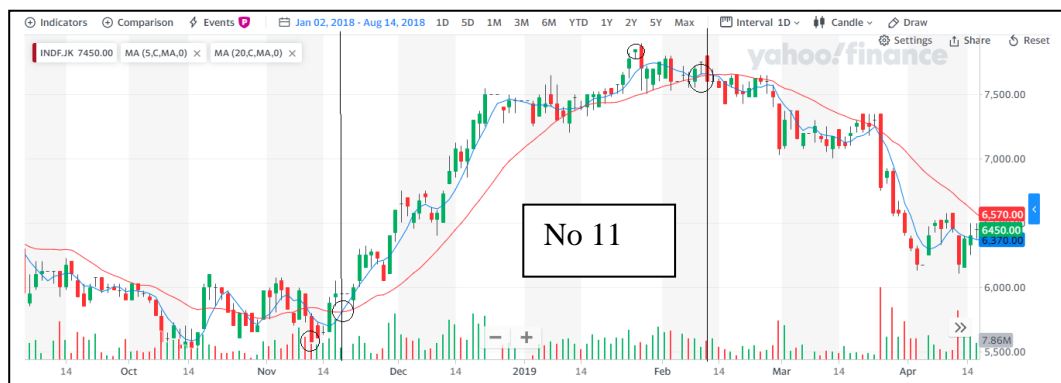 Indicators Comparison Events P Jan 02, 2018 - Aug 14, 2018 1D 5D 1M 3M 6M YTD 1Y 2Y 5Y Max Interval 1D Candle Draw
Settings Share Reset
INDF.JK 7450.00 × MA (5,C,MA,0) × MA (20,C,MA,0) ×
yahoo!finance
7,500.00
7,000.00
6,570.00
6,450.00
6,370.00
6,000.00
7.86M
5,500.00
No 11
14 Oct 14 Nov 14 Dec 14 2019 14 Feb 14 Mar 14 Apr 14